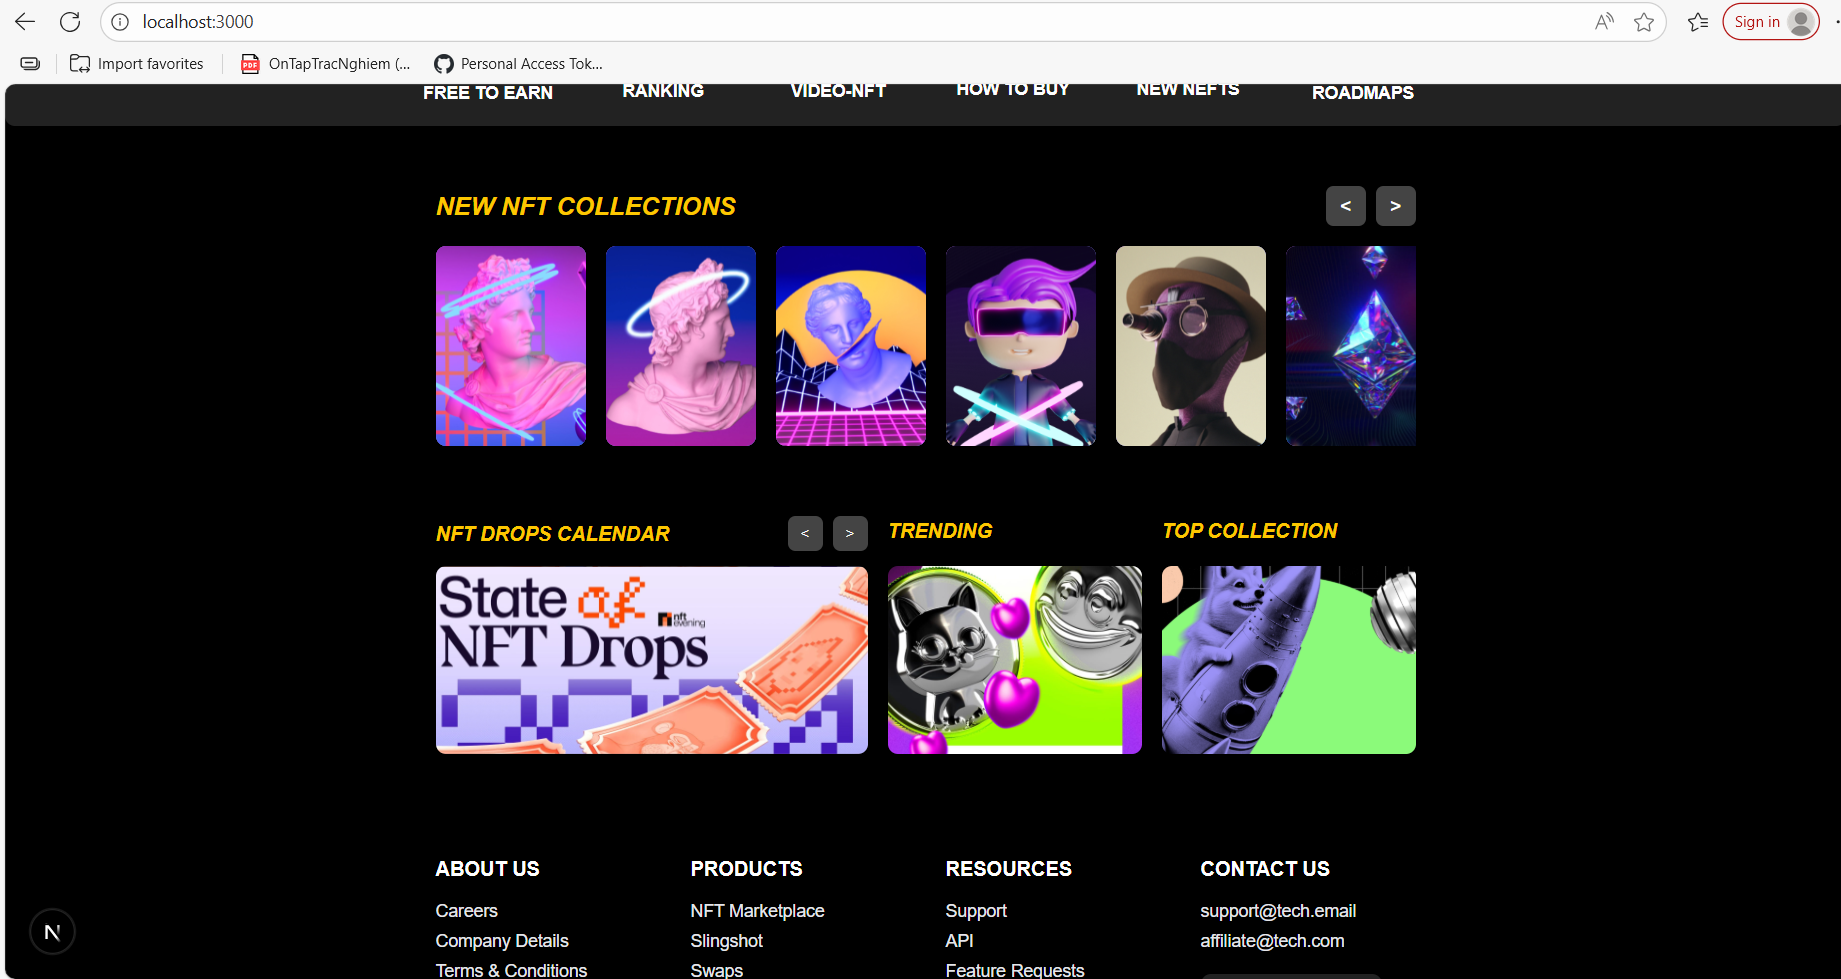 localhost:3000
Sign in
Import favorites
OnTapTracNghiem (...
Personal Access Tok...
FREE TO EARN
RANKING
VIDEO-NFT
HOW TO BUY
NEW NEFTS
ROADMAPS
NEW NFT COLLECTIONS
<
>
NFT DROPS CALENDAR
<
>
TRENDING
TOP COLLECTION
State of
nft
evening
NFT Drops
ABOUT US
PRODUCTS
RESOURCES
CONTACT US
Careers
NFT Marketplace
Support
support@tech.email
Company Details
Slingshot
API
affiliate@tech.com
Terms & Conditions
Swaps
Feature Requests
N